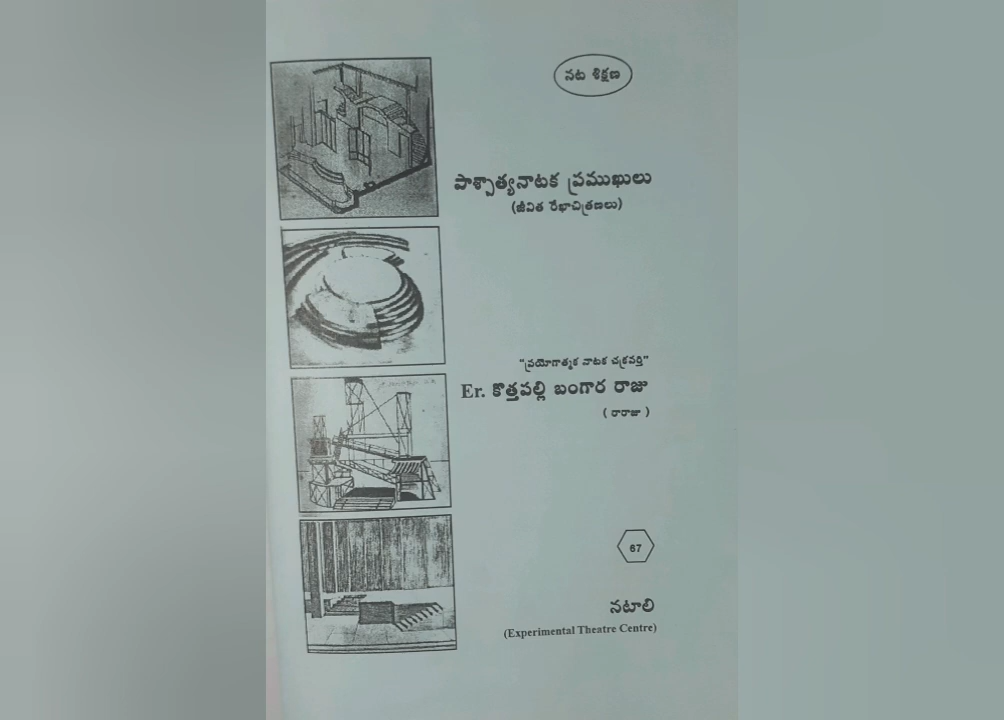 నట శిక్షణ
పాశ్చాత్యనాటక ప్రముఖులు
(జీవిత రేఖాచిత్రణలు)
"ప్రయోగాత్మక నాటక చక్రవర్తి"
Er. కొత్తపల్లి బంగార రాజు
( రారాజు )
67
నటాలి
(Experimental Theatre Centre)